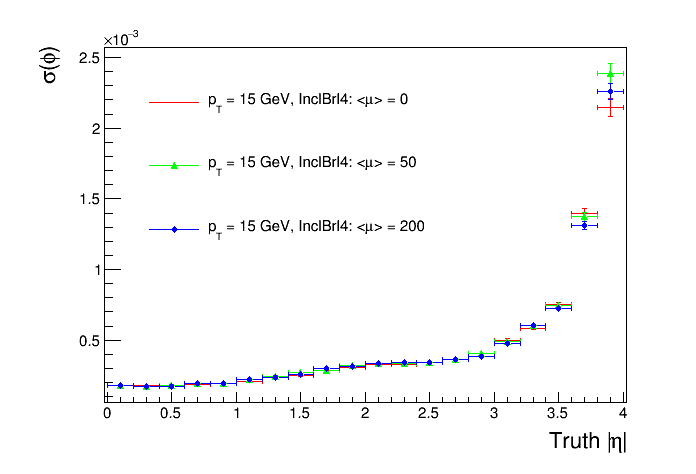 ×10⁻³
σ(ϕ)
2.5
2
1.5
1
0.5
p_T = 15 GeV, InclBrl4: <μ> = 0
p_T = 15 GeV, InclBrl4: <μ> = 50
p_T = 15 GeV, InclBrl4: <μ> = 200
0 0.5 1 1.5 2 2.5 3 3.5 4
Truth |η|